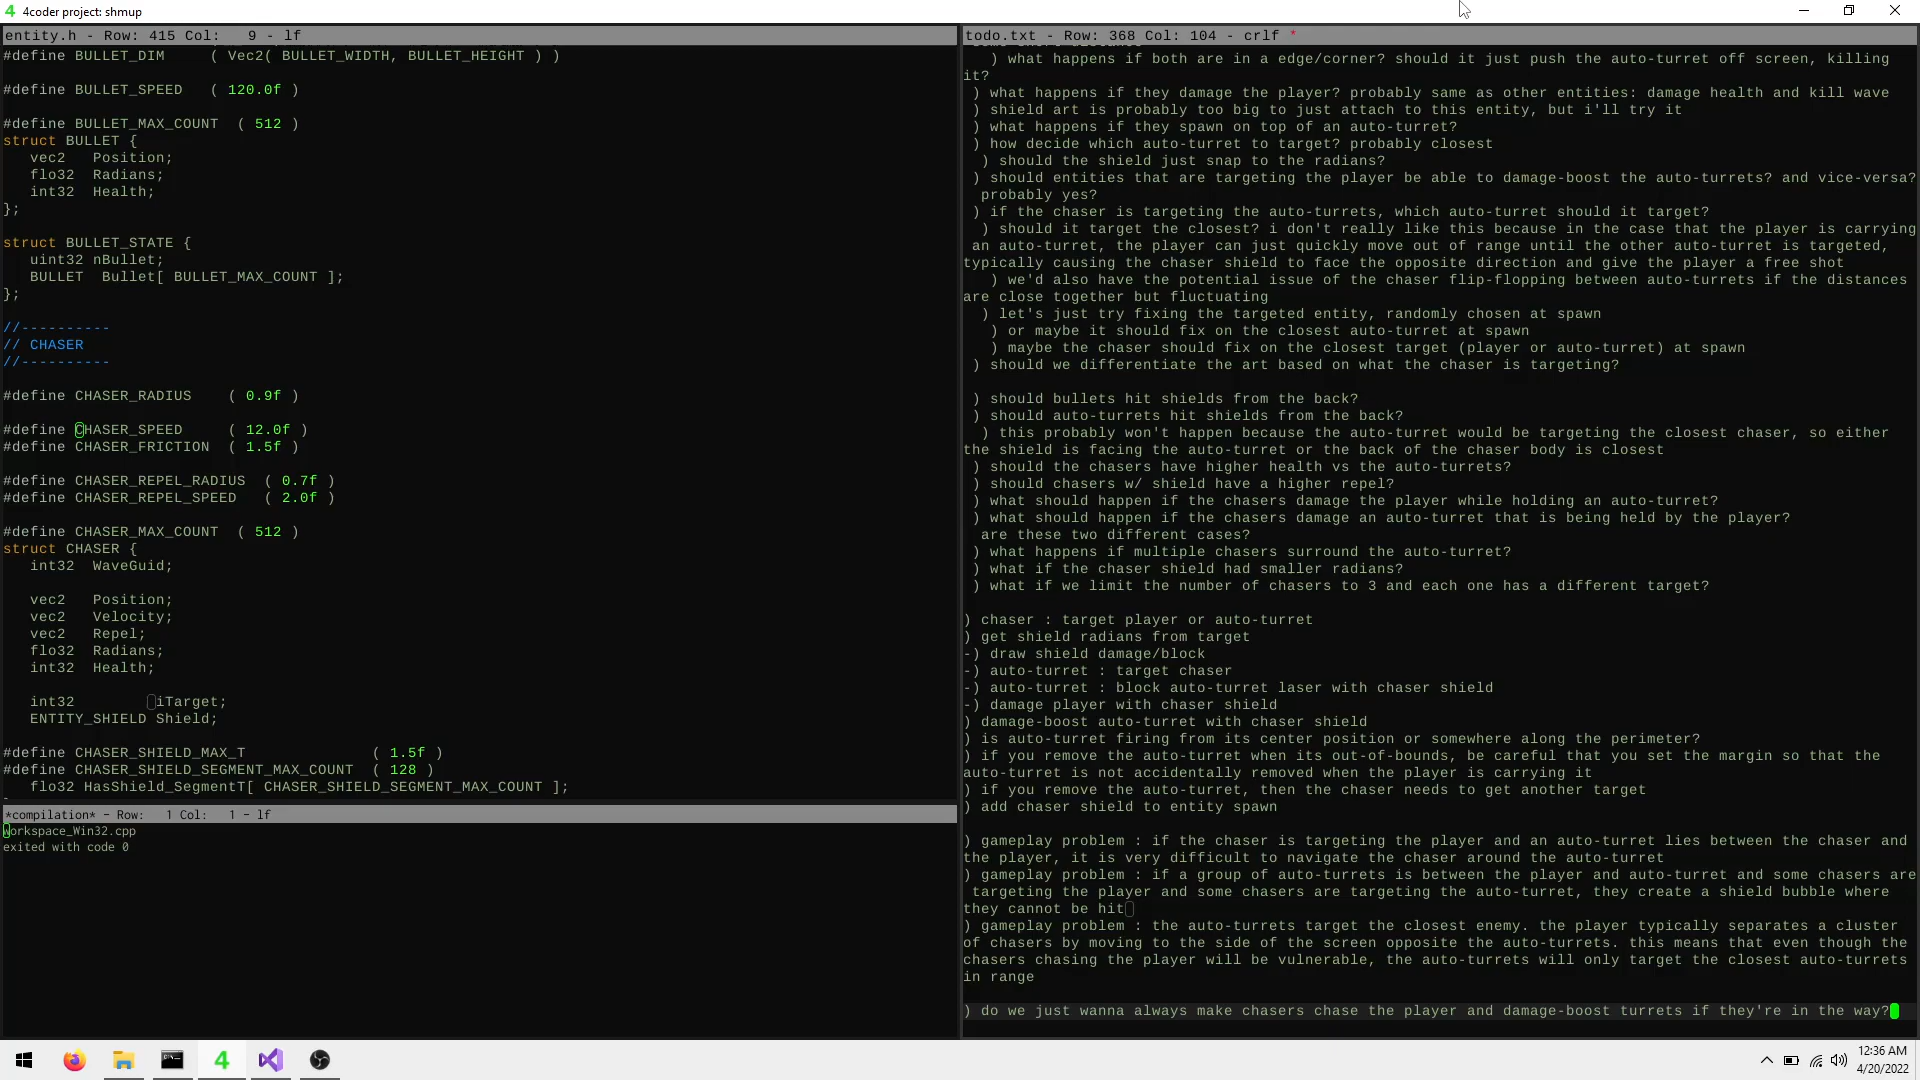 4coder project: shmup
entity.h - Row: 415 Col:   9 - lf
#define BULLET_DIM     ( Vec2( BULLET_WIDTH, BULLET_HEIGHT ) )
#define BULLET_SPEED   ( 120.0f )
#define BULLET_MAX_COUNT  ( 512 )
struct BULLET {
   vec2   Position;
   flo32  Radians;
   int32  Health;
};
struct BULLET_STATE {
   uint32 nBullet;
   BULLET  Bullet[ BULLET_MAX_COUNT ];
};
//----------
// CHASER
//----------
#define CHASER_RADIUS    ( 0.9f )
#define CHASER_SPEED     ( 12.0f )
#define CHASER_FRICTION  ( 1.5f )
#define CHASER_REPEL_RADIUS  ( 0.7f )
#define CHASER_REPEL_SPEED   ( 2.0f )
#define CHASER_MAX_COUNT  ( 512 )
struct CHASER {
   int32  WaveGuid;
   vec2   Position;
   vec2   Velocity;
   vec2   Repel;
   flo32  Radians;
   int32  Health;
   int32         iTarget;
   ENTITY_SHIELD Shield;
#define CHASER_SHIELD_MAX_T              ( 1.5f )
#define CHASER_SHIELD_SEGMENT_MAX_COUNT  ( 128 )
   flo32 HasShield_SegmentT[ CHASER_SHIELD_SEGMENT_MAX_COUNT ];
*compilation* - Row:   1 Col:   1 - lf
workspace_Win32.cpp
exited with code 0
todo.txt - Row: 368 Col: 104 - crlf *
   ) what happens if both are in a edge/corner? should it just push the auto-turret off screen, killing
it?
 ) what happens if they damage the player? probably same as other entities: damage health and kill wave
 ) shield art is probably too big to just attach to this entity, but i'll try it
 ) what happens if they spawn on top of an auto-turret?
 ) how decide which auto-turret to target? probably closest
  ) should the shield just snap to the radians?
 ) should entities that are targeting the player be able to damage-boost the auto-turrets? and vice-versa?
  probably yes?
 ) if the chaser is targeting the auto-turrets, which auto-turret should it target?
  ) should it target the closest? i don't really like this because in the case that the player is carrying
 an auto-turret, the player can just quickly move out of range until the other auto-turret is targeted,
typically causing the chaser shield to face the opposite direction and give the player a free shot
   ) we'd also have the potential issue of the chaser flip-flopping between auto-turrets if the distances
are close together but fluctuating
  ) let's just try fixing the targeted entity, randomly chosen at spawn
   ) or maybe it should fix on the closest auto-turret at spawn
   ) maybe the chaser should fix on the closest target (player or auto-turret) at spawn
 ) should we differentiate the art based on what the chaser is targeting?
 ) should bullets hit shields from the back?
 ) should auto-turrets hit shields from the back?
  ) this probably won't happen because the auto-turret would be targeting the closest chaser, so either
the shield is facing the auto-turret or the back of the chaser body is closest
 ) should the chasers have higher health vs the auto-turrets?
 ) should chasers w/ shield have a higher repel?
 ) what should happen if the chasers damage the player while holding an auto-turret?
 ) what should happen if the chasers damage an auto-turret that is being held by the player?
  are these two different cases?
 ) what happens if multiple chasers surround the auto-turret?
 ) what if the chaser shield had smaller radians?
 ) what if we limit the number of chasers to 3 and each one has a different target?
) chaser : target player or auto-turret
) get shield radians from target
-) draw shield damage/block
-) auto-turret : target chaser
-) auto-turret : block auto-turret laser with chaser shield
-) damage player with chaser shield
) damage-boost auto-turret with chaser shield
) is auto-turret firing from its center position or somewhere along the perimeter?
) if you remove the auto-turret when its out-of-bounds, be careful that you set the margin so that the
auto-turret is not accidentally removed when the player is carrying it
) if you remove the auto-turret, then the chaser needs to get another target
) add chaser shield to entity spawn
) gameplay problem : if the chaser is targeting the player and an auto-turret lies between the chaser and
the player, it is very difficult to navigate the chaser around the auto-turret
) gameplay problem : if a group of auto-turrets is between the player and auto-turret and some chasers are
 targeting the player and some chasers are targeting the auto-turret, they create a shield bubble where
they cannot be hit
) gameplay problem : the auto-turrets target the closest enemy. the player typically separates a cluster
of chasers by moving to the side of the screen opposite the auto-turrets. this means that even though the
chasers chasing the player will be vulnerable, the auto-turrets will only target the closest auto-turrets
in range
) do we just wanna always make chasers chase the player and damage-boost turrets if they're in the way?
4
12:36 AM
4/20/2022